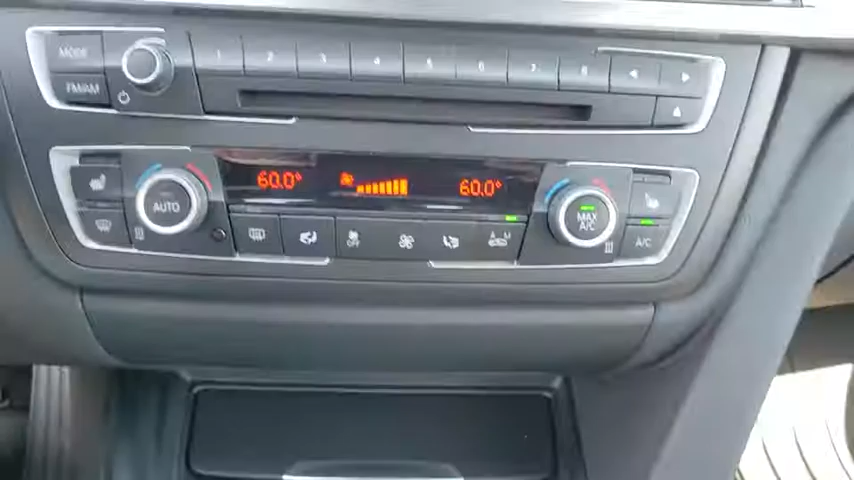 MODE 1 2 3 4 5 6 7 8
FM/AM
60.0° 60.0°
AUTO MAX A/C
OFF A M A/C